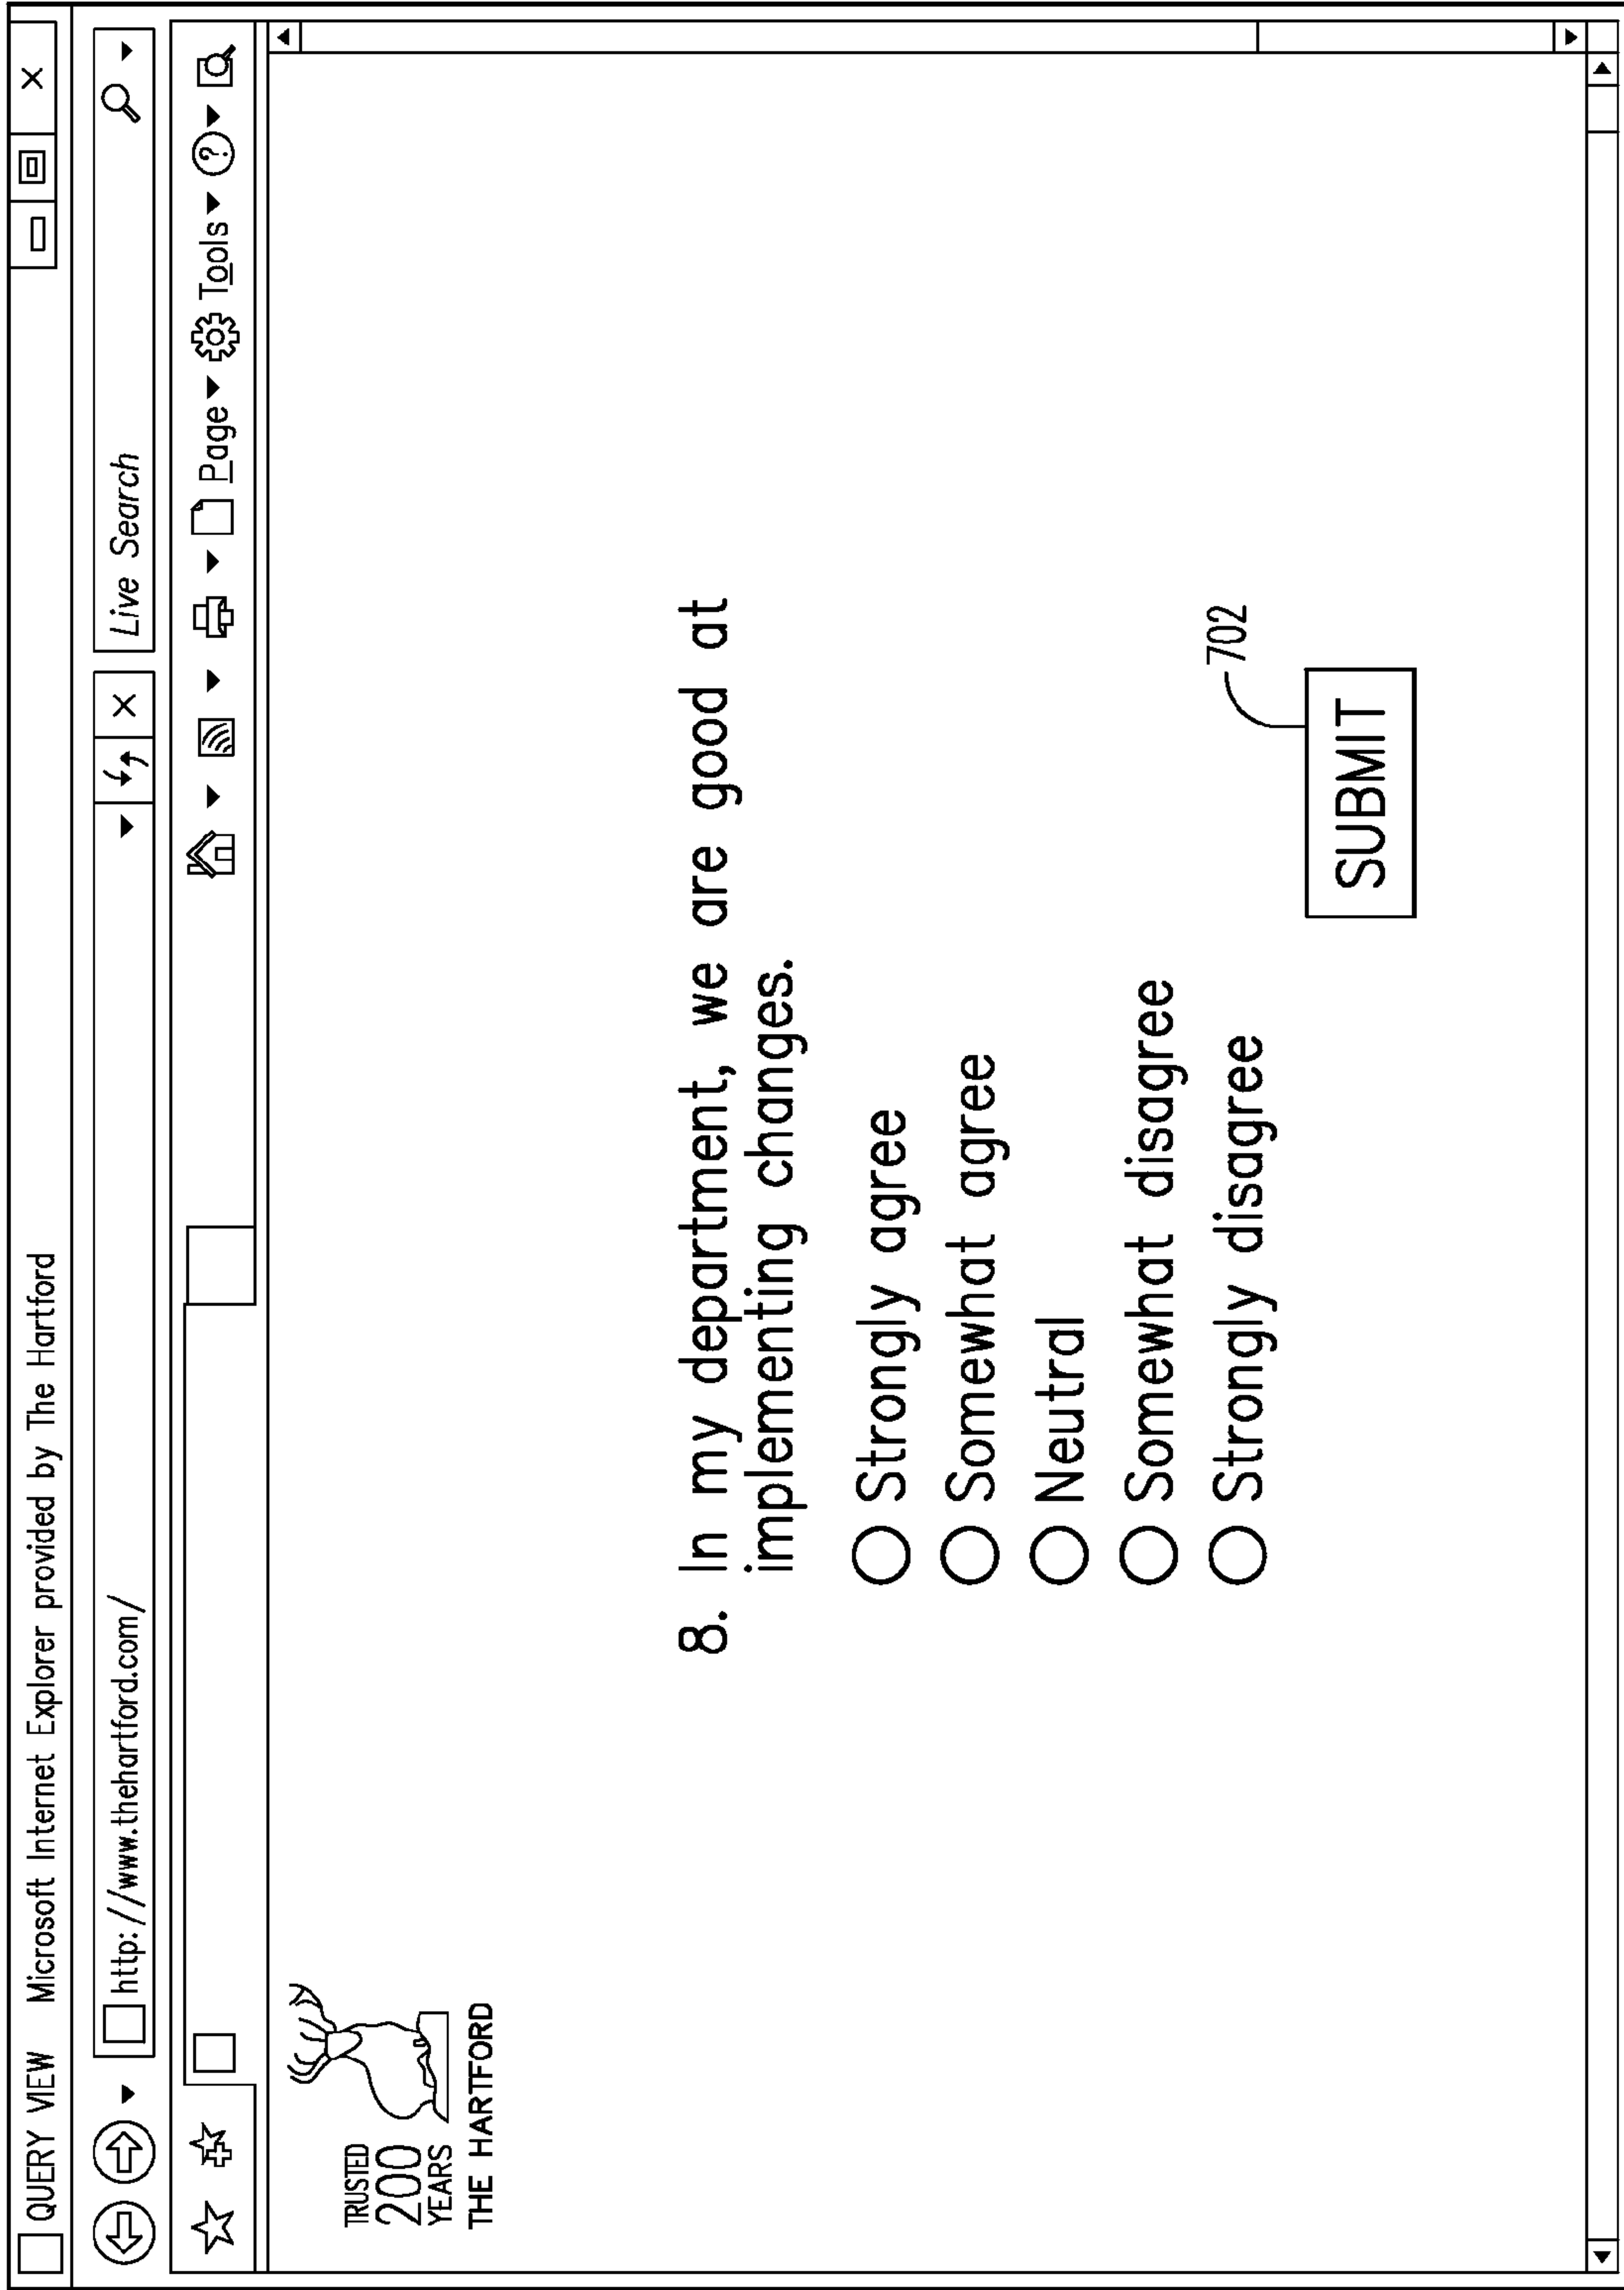 QUERY VIEW Microsoft Internet Explorer provided by The Hartford
http://www.thehartford.com/
Live Search
Page Tools ?
TRUSTED
200
YEARS
THE HARTFORD
8. In my department, we are good at
implementing changes.
Strongly agree
Somewhat agree
Neutral
Somewhat disagree
Strongly disagree
702
SUBMIT